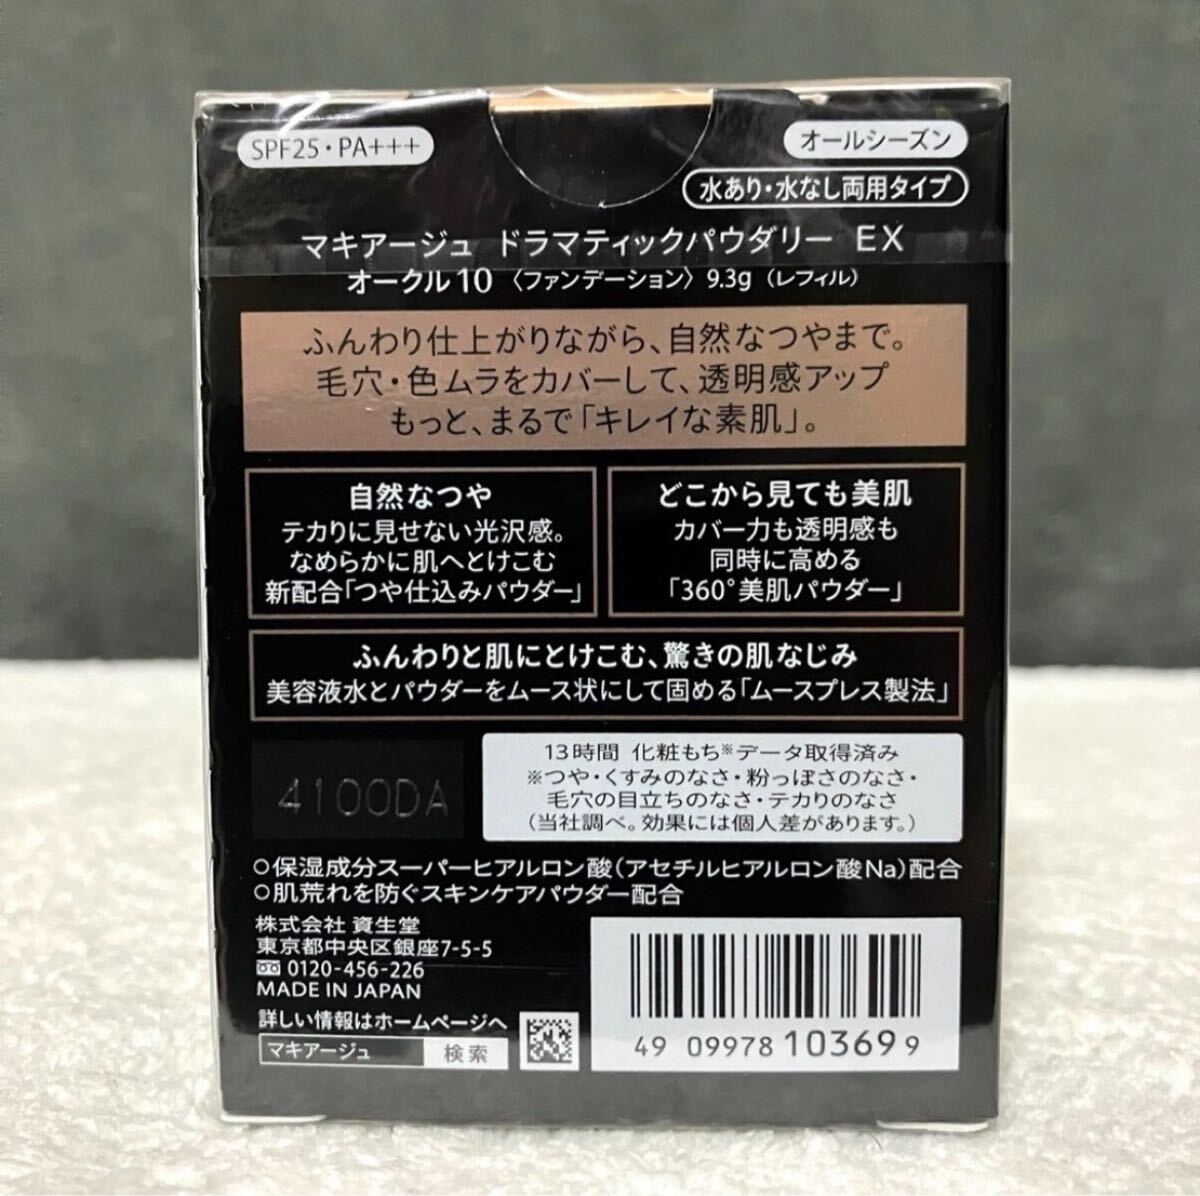 SPF25・PA+++
オールシーズン
水あり・水なし両用タイプ
マキアージュ ドラマティックパウダリー EX
オークル10 〈ファンデーション〉 9.3g （レフィル）
ふんわり仕上がりながら、自然なつやまで。
毛穴・色ムラをカバーして、透明感アップ
もっと、まるで「キレイな素肌」。
自然なつや
テカりに見せない光沢感。
なめらかに肌へとけこむ
新配合「つや仕込みパウダー」
どこから見ても美肌
カバー力も透明感も
同時に高める
「360°美肌パウダー」
ふんわりと肌にとけこむ、驚きの肌なじみ
美容液水とパウダーをムース状にして固める「ムースプレス製法」
4100DA
13時間 化粧もち※データ取得済み
※つや・くすみのなさ・粉っぽさのなさ・
毛穴の目立ちのなさ・テカりのなさ
（当社調べ。効果には個人差があります。）
○保湿成分スーパーヒアルロン酸（アセチルヒアルロン酸Na）配合
○肌荒れを防ぐスキンケアパウダー配合
株式会社 資生堂
東京都中央区銀座7-5-5
0120-456-226
MADE IN JAPAN
詳しい情報はホームページへ
マキアージュ 検索
49 09978 10369 9